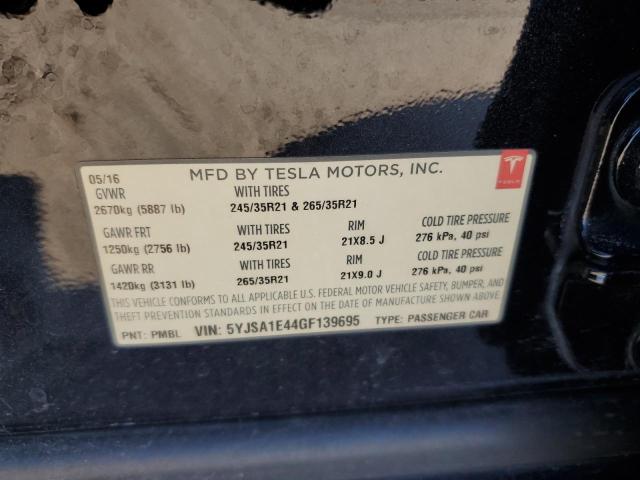 05/16 MFD BY TESLA MOTORS, INC.
GVWR WITH TIRES
2670kg (5887 lb) 245/35R21 & 265/35R21
GAWR FRT WITH TIRES RIM COLD TIRE PRESSURE
1250kg (2756 lb) 245/35R21 21X8.5 J 276 kPa, 40 psi
GAWR RR WITH TIRES RIM COLD TIRE PRESSURE
1420kg (3131 lb) 265/35R21 21X9.0 J 276 kPa, 40 psi
THIS VEHICLE CONFORMS TO ALL APPLICABLE U.S. FEDERAL MOTOR VEHICLE SAFETY, BUMPER, AND
THEFT PREVENTION STANDARDS IN EFFECT ON THE DATE OF MANUFACTURE SHOWN ABOVE.
PNT: PMBL VIN: 5YJSA1E44GF139695 TYPE: PASSENGER CAR
TESLA